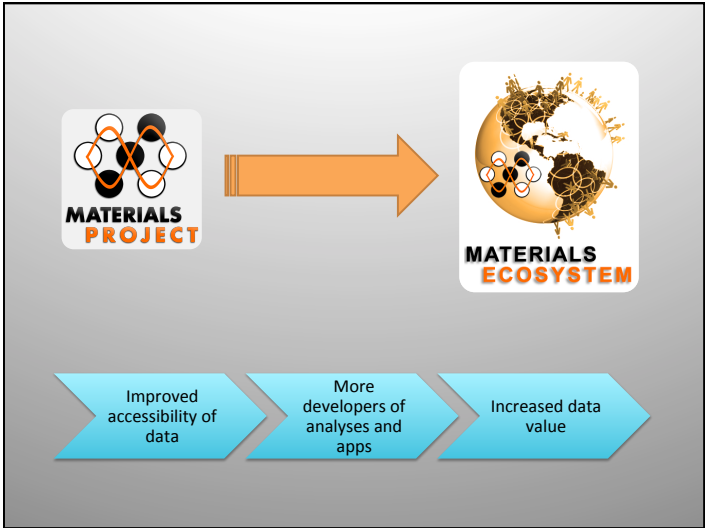 MATERIALS
PROJECT
MATERIALS
ECOSYSTEM
Improved
accessibility of
data
More
developers of
analyses and
apps
Increased data
value